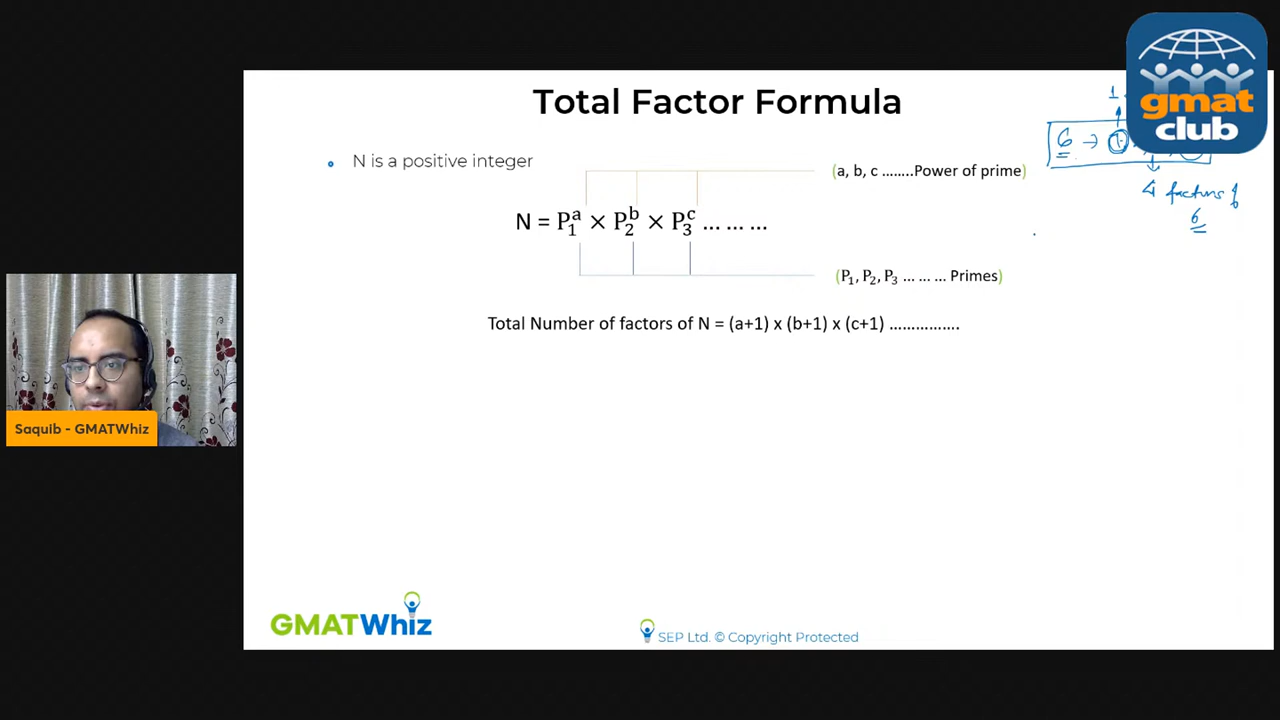 Total Factor Formula
gmat
club
1
6 → 1
4 factors of
6
N is a positive integer
(a, b, c ........Power of prime)
N = P₁ᵃ × P₂ᵇ × P₃ᶜ ... ... ...
(P₁, P₂, P₃ ... ... ... Primes)
Total Number of factors of N = (a+1) x (b+1) x (c+1) ...............
Saquib - GMATWhiz
GMATWhiz
SEP Ltd. © Copyright Protected